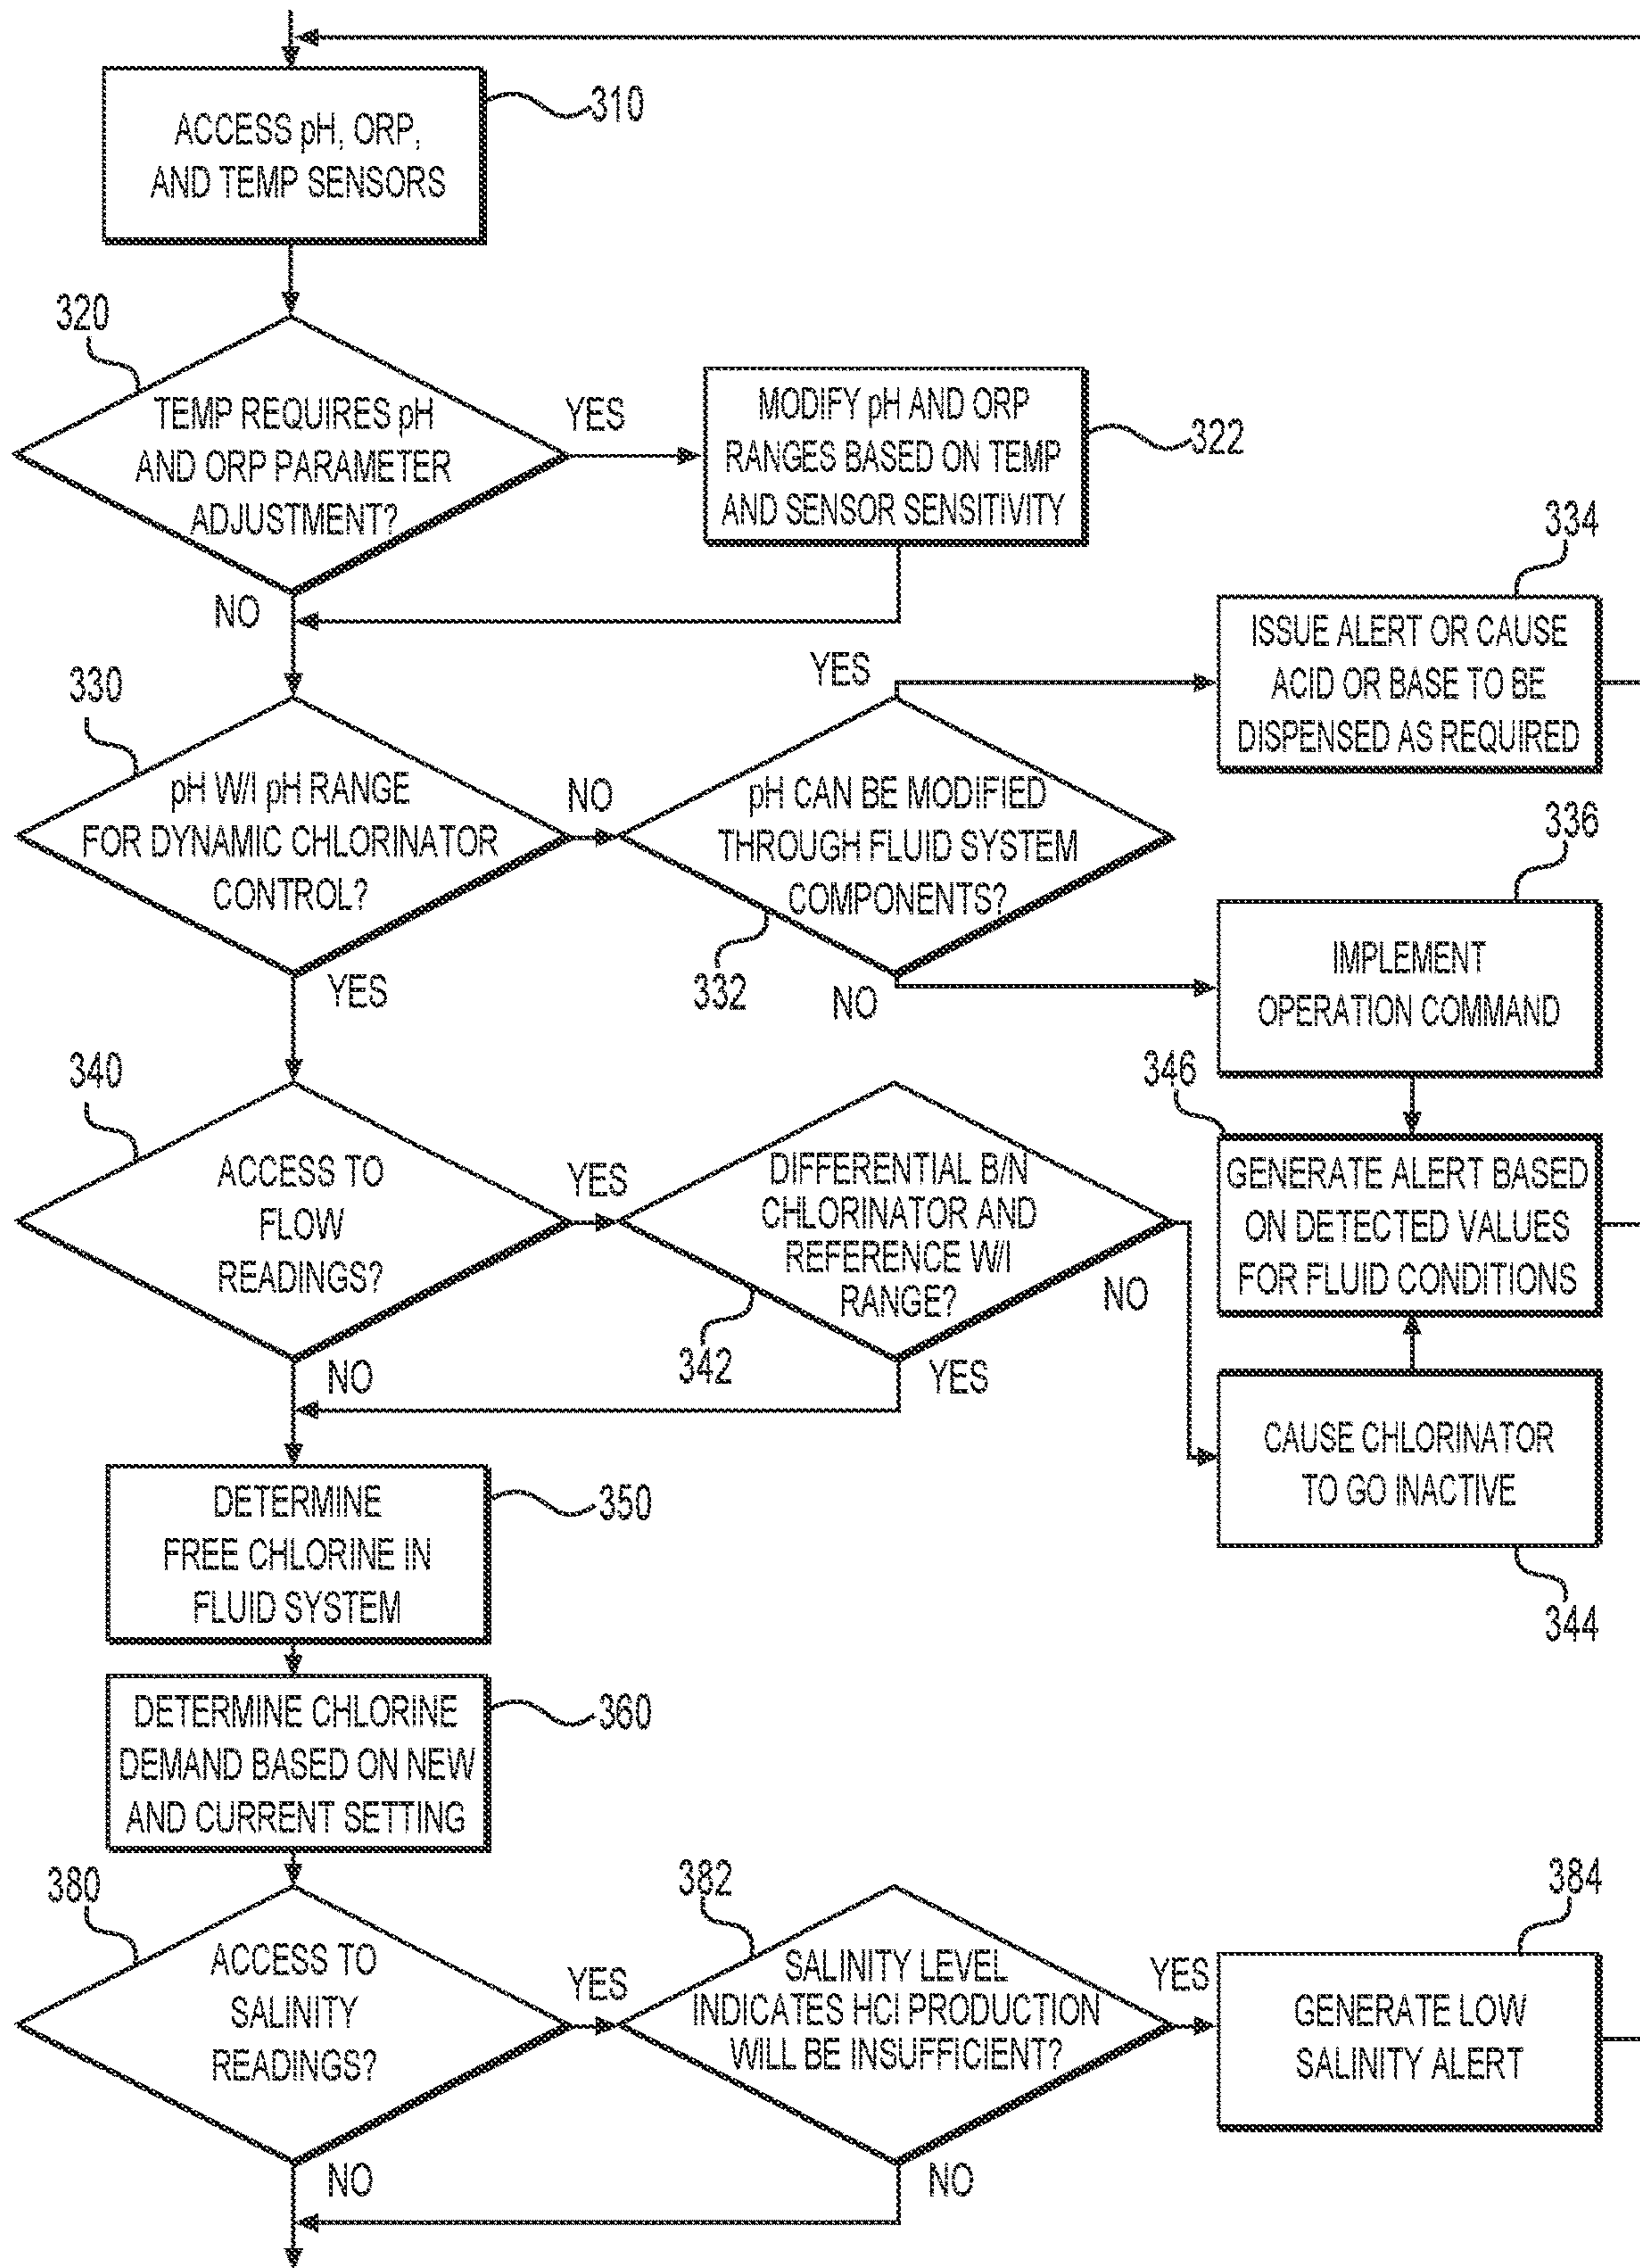 ACCESS pH, ORP,
AND TEMP SENSORS
310
320
TEMP REQUIRES pH
AND ORP PARAMETER
ADJUSTMENT?
YES
NO
MODIFY pH AND ORP
RANGES BASED ON TEMP
AND SENSOR SENSITIVITY
322
330
pH W/I pH RANGE
FOR DYNAMIC CHLORINATOR
CONTROL?
NO
YES
pH CAN BE MODIFIED
THROUGH FLUID SYSTEM
COMPONENTS?
332
YES
NO
334
ISSUE ALERT OR CAUSE
ACID OR BASE TO BE
DISPENSED AS REQUIRED
336
IMPLEMENT
OPERATION COMMAND
340
ACCESS TO
FLOW
READINGS?
YES
NO
DIFFERENTIAL B/N
CHLORINATOR AND
REFERENCE W/I
RANGE?
342
NO
YES
346
GENERATE ALERT BASED
ON DETECTED VALUES
FOR FLUID CONDITIONS
CAUSE CHLORINATOR
TO GO INACTIVE
344
DETERMINE
FREE CHLORINE IN
FLUID SYSTEM
350
DETERMINE CHLORINE
DEMAND BASED ON NEW
AND CURRENT SETTING
360
380
ACCESS TO
SALINITY
READINGS?
YES
NO
382
SALINITY LEVEL
INDICATES HCl PRODUCTION
WILL BE INSUFFICIENT?
YES
NO
384
GENERATE LOW
SALINITY ALERT